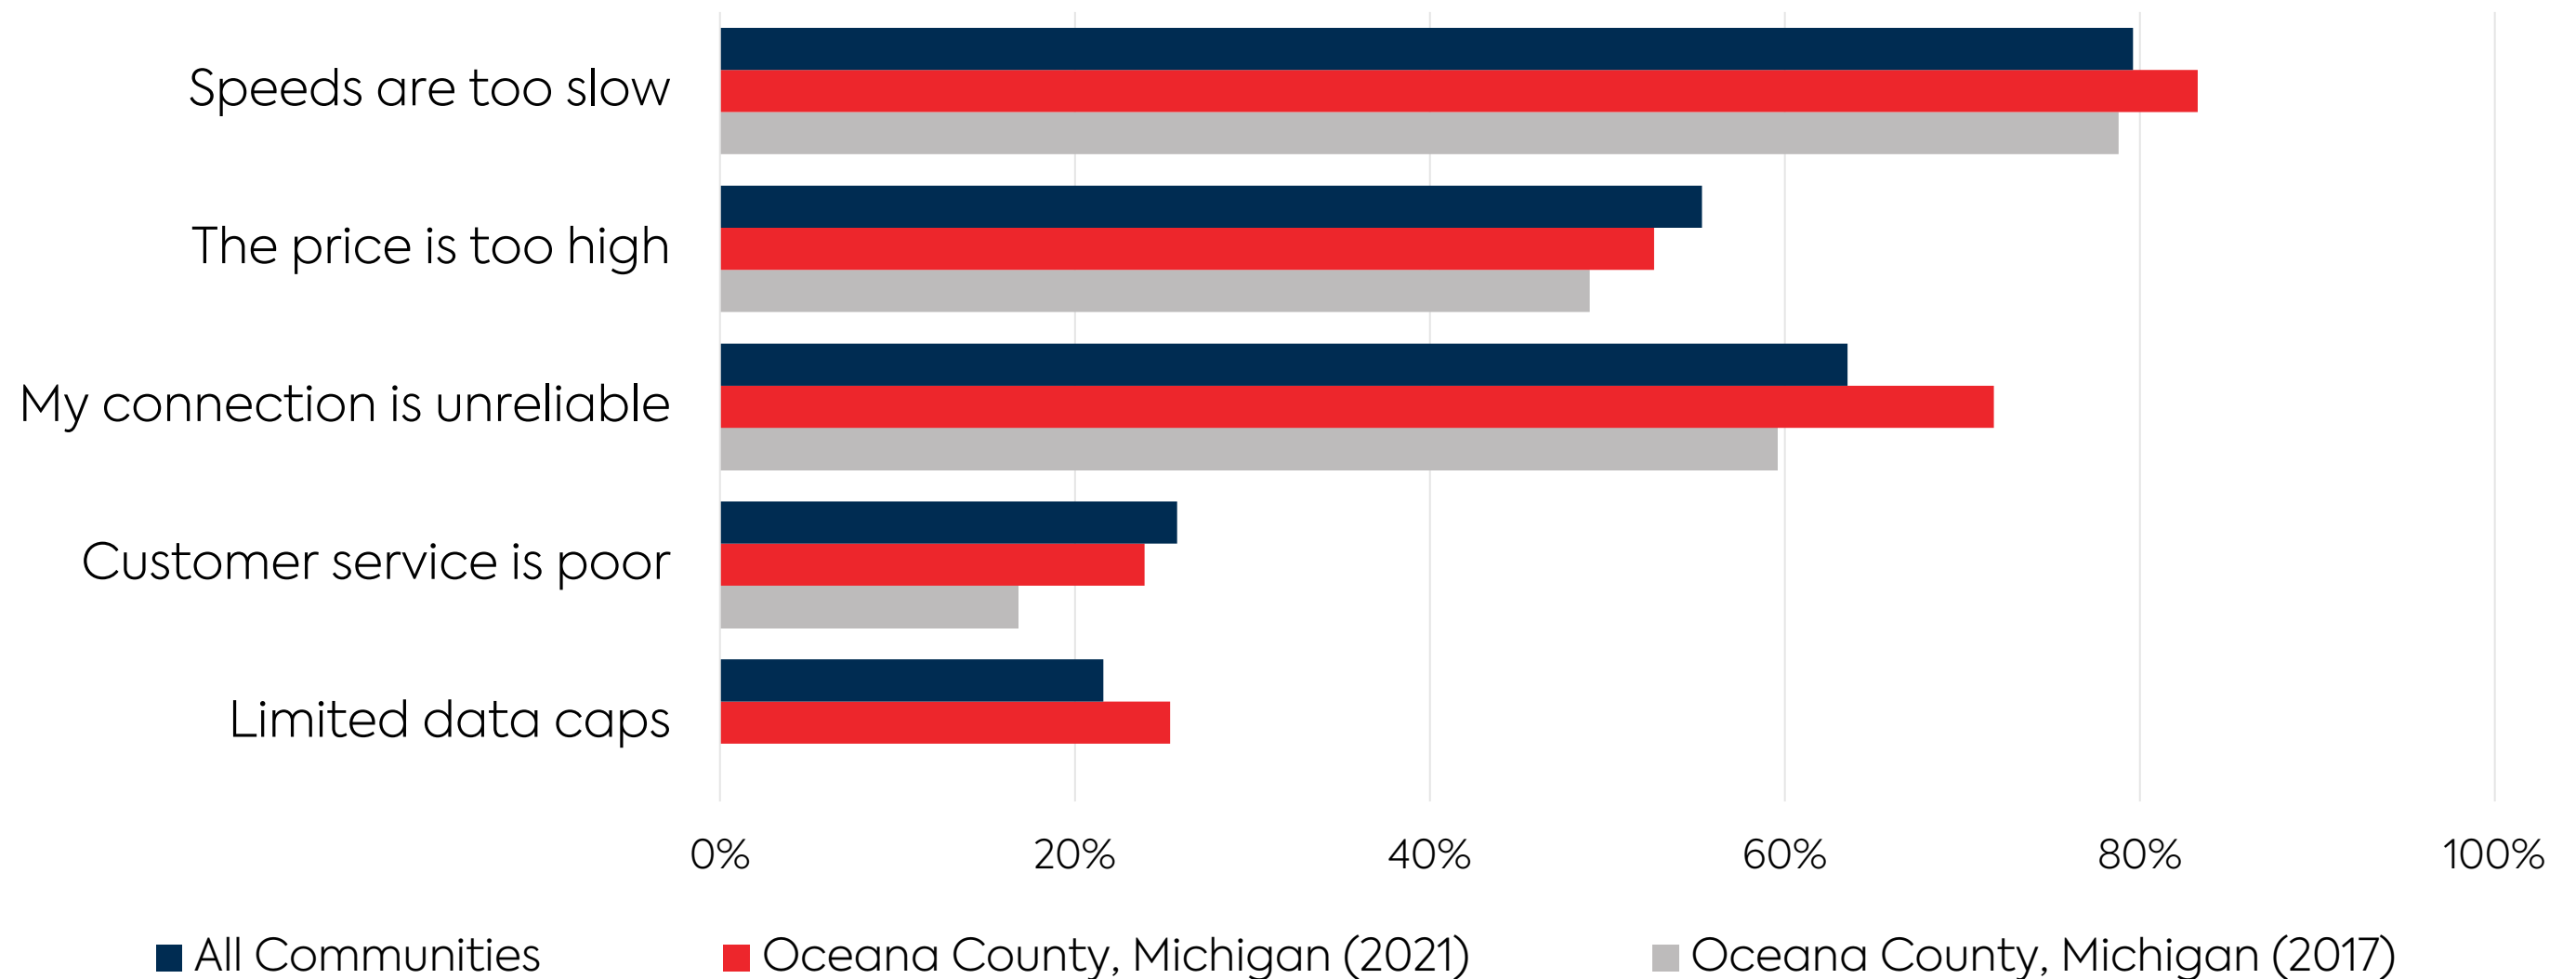 Speeds are too slow
The price is too high
My connection is unreliable
Customer service is poor
Limited data caps
0% 20% 40% 60% 80% 100%
All Communities Oceana County, Michigan (2021) Oceana County, Michigan (2017)